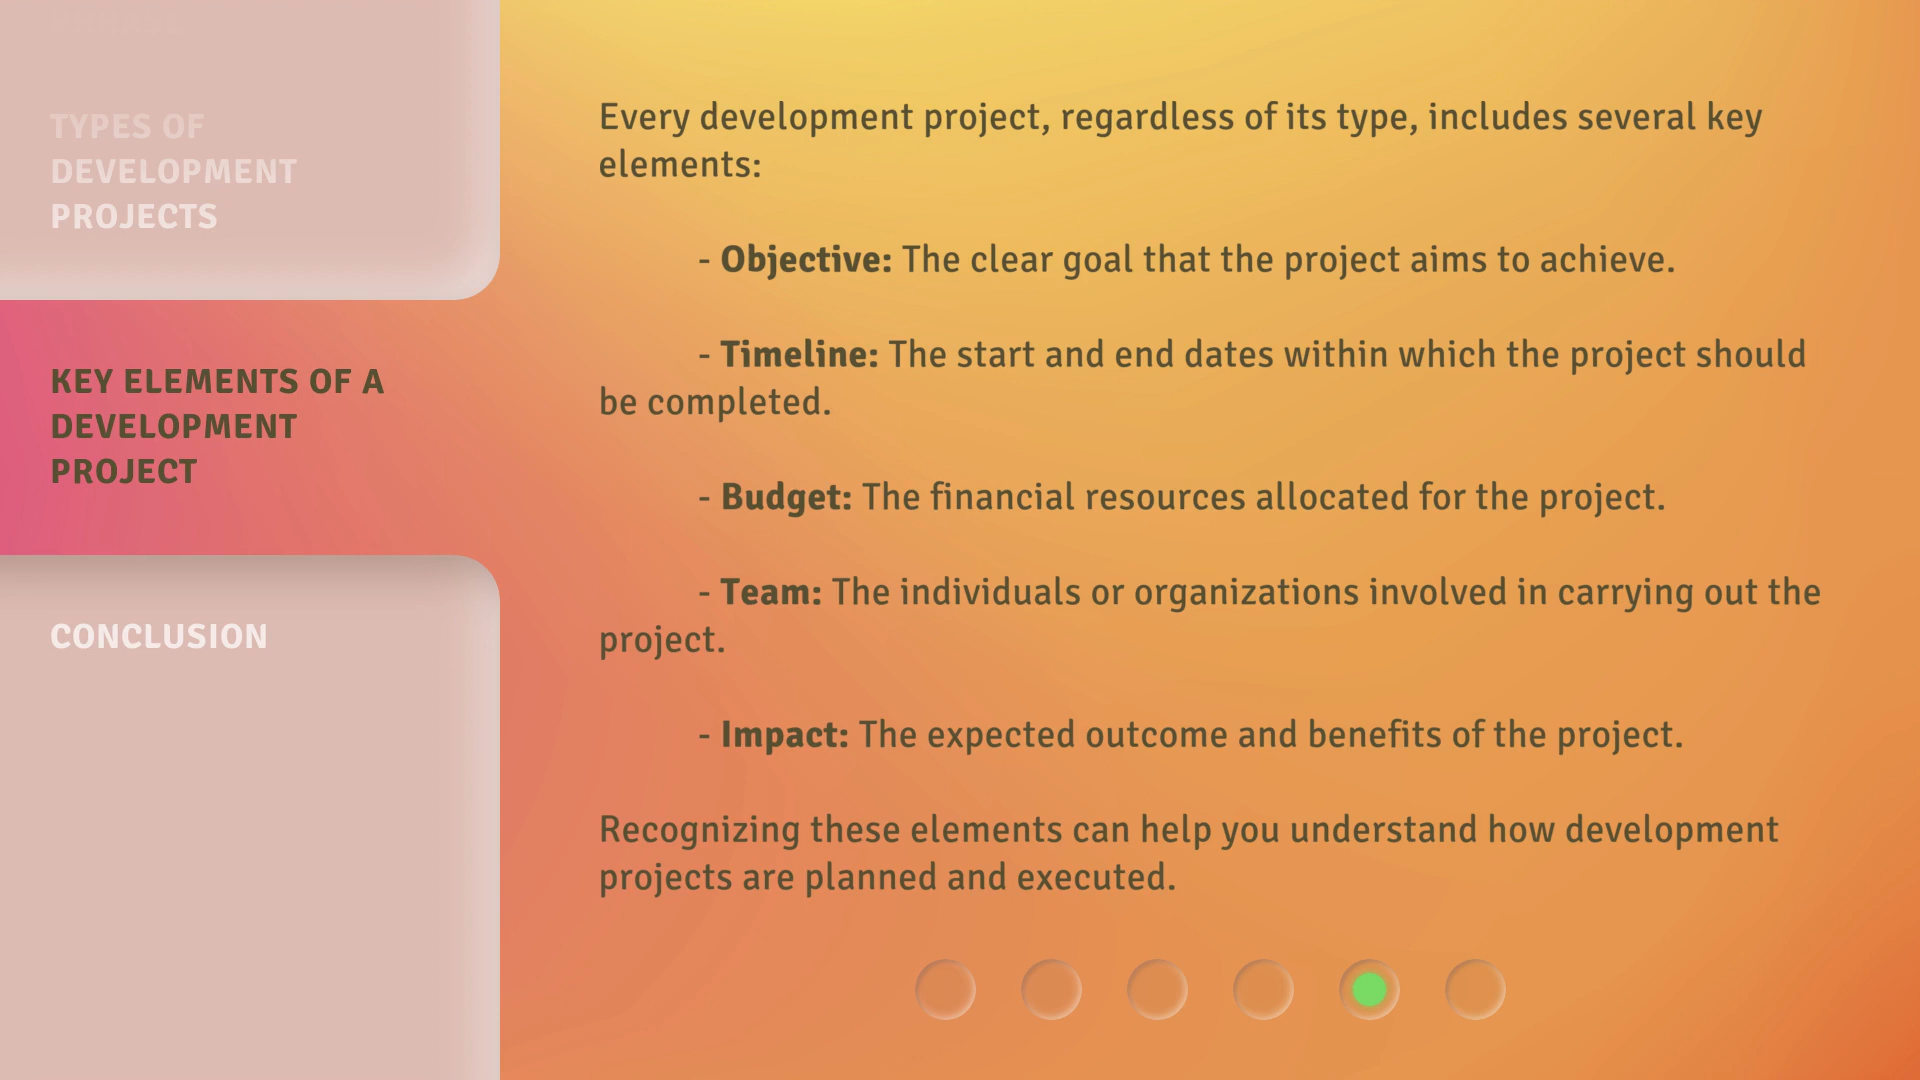 PHRASE
TYPES OF
DEVELOPMENT
PROJECTS
KEY ELEMENTS OF A
DEVELOPMENT
PROJECT
CONCLUSION
Every development project, regardless of its type, includes several key
elements:
- Objective: The clear goal that the project aims to achieve.
- Timeline: The start and end dates within which the project should
be completed.
- Budget: The financial resources allocated for the project.
- Team: The individuals or organizations involved in carrying out the
project.
- Impact: The expected outcome and benefits of the project.
Recognizing these elements can help you understand how development
projects are planned and executed.